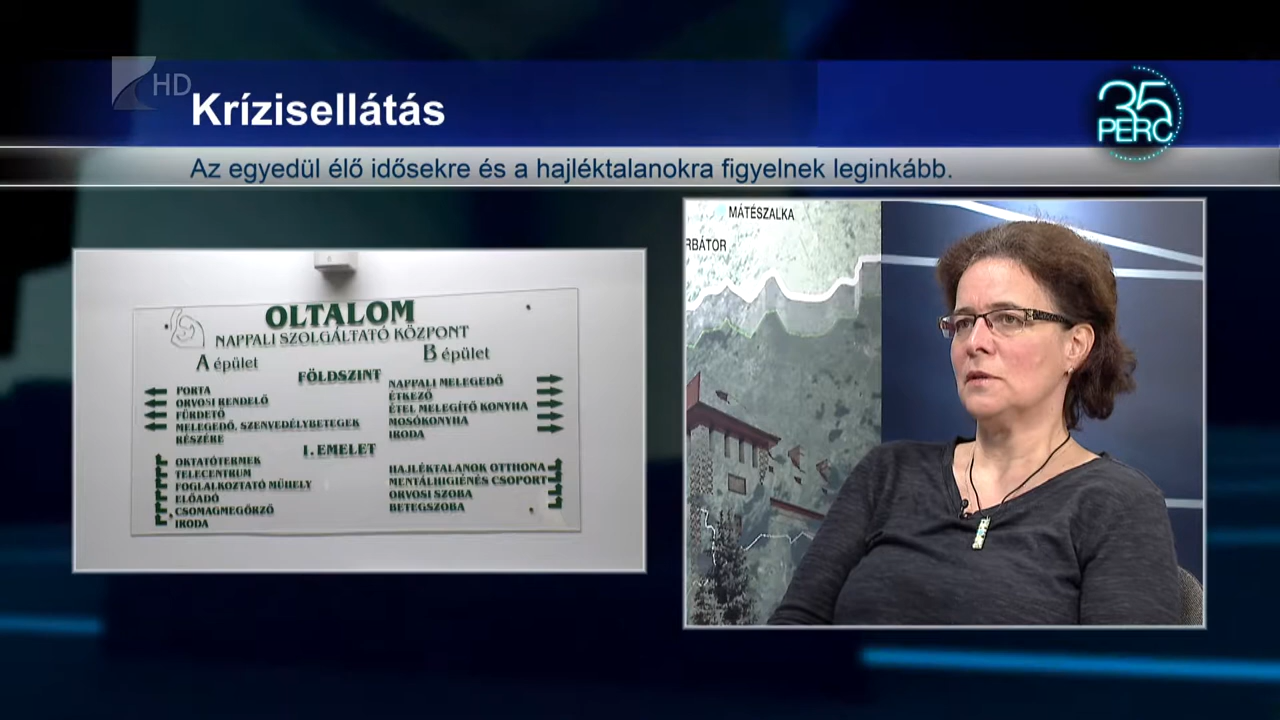 HD
Krízisellátás
35
PERC
Az egyedül élő idősekre és a hajléktalanokra figyelnek leginkább.
OLTALOM
NAPPALI SZOLGÁLTATÓ KÖZPONT
A épület
B épület
FÖLDSZINT
PORTA
ORVOSI RENDELŐ
FÜRDETŐ
MELEGEDŐ, SZENVEDÉLYBETEGEK
RÉSZÉRE
NAPPALI MELEGEDŐ
ÉTKEZŐ
ÉTEL MELEGÍTŐ KONYHA
MOSÓKONYHA
IRODA
I. EMELET
OKTATÓTERMEK
TELECENTRUM
FOGLALKOZTATÓ MŰHELY
ELŐADÓ
CSOMAGMEGŐRZŐ
IRODA
HAJLÉKTALANOK OTTHONA
MENTÁLHIGIÉNÉS CSOPORT
ORVOSI SZOBA
BETEGSZOBA
MÁTÉSZALKA
RBÁTOR